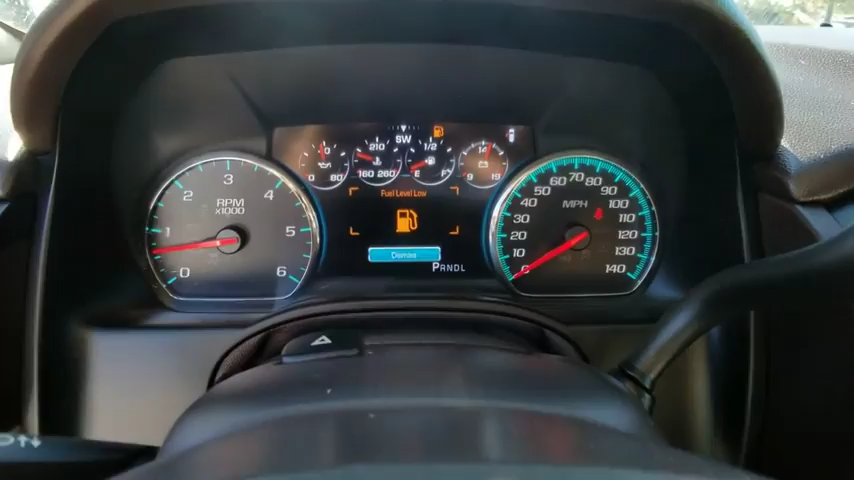 SW
40 210 1/2 14
0 80 160 260 E F 9 19
Fuel Level Low
Dismiss
PRNDL
RPM
x1000
0
1
2
3
4
5
6
MPH
0
10
20
30
40
50
60
70
80
90
100
110
120
130
140